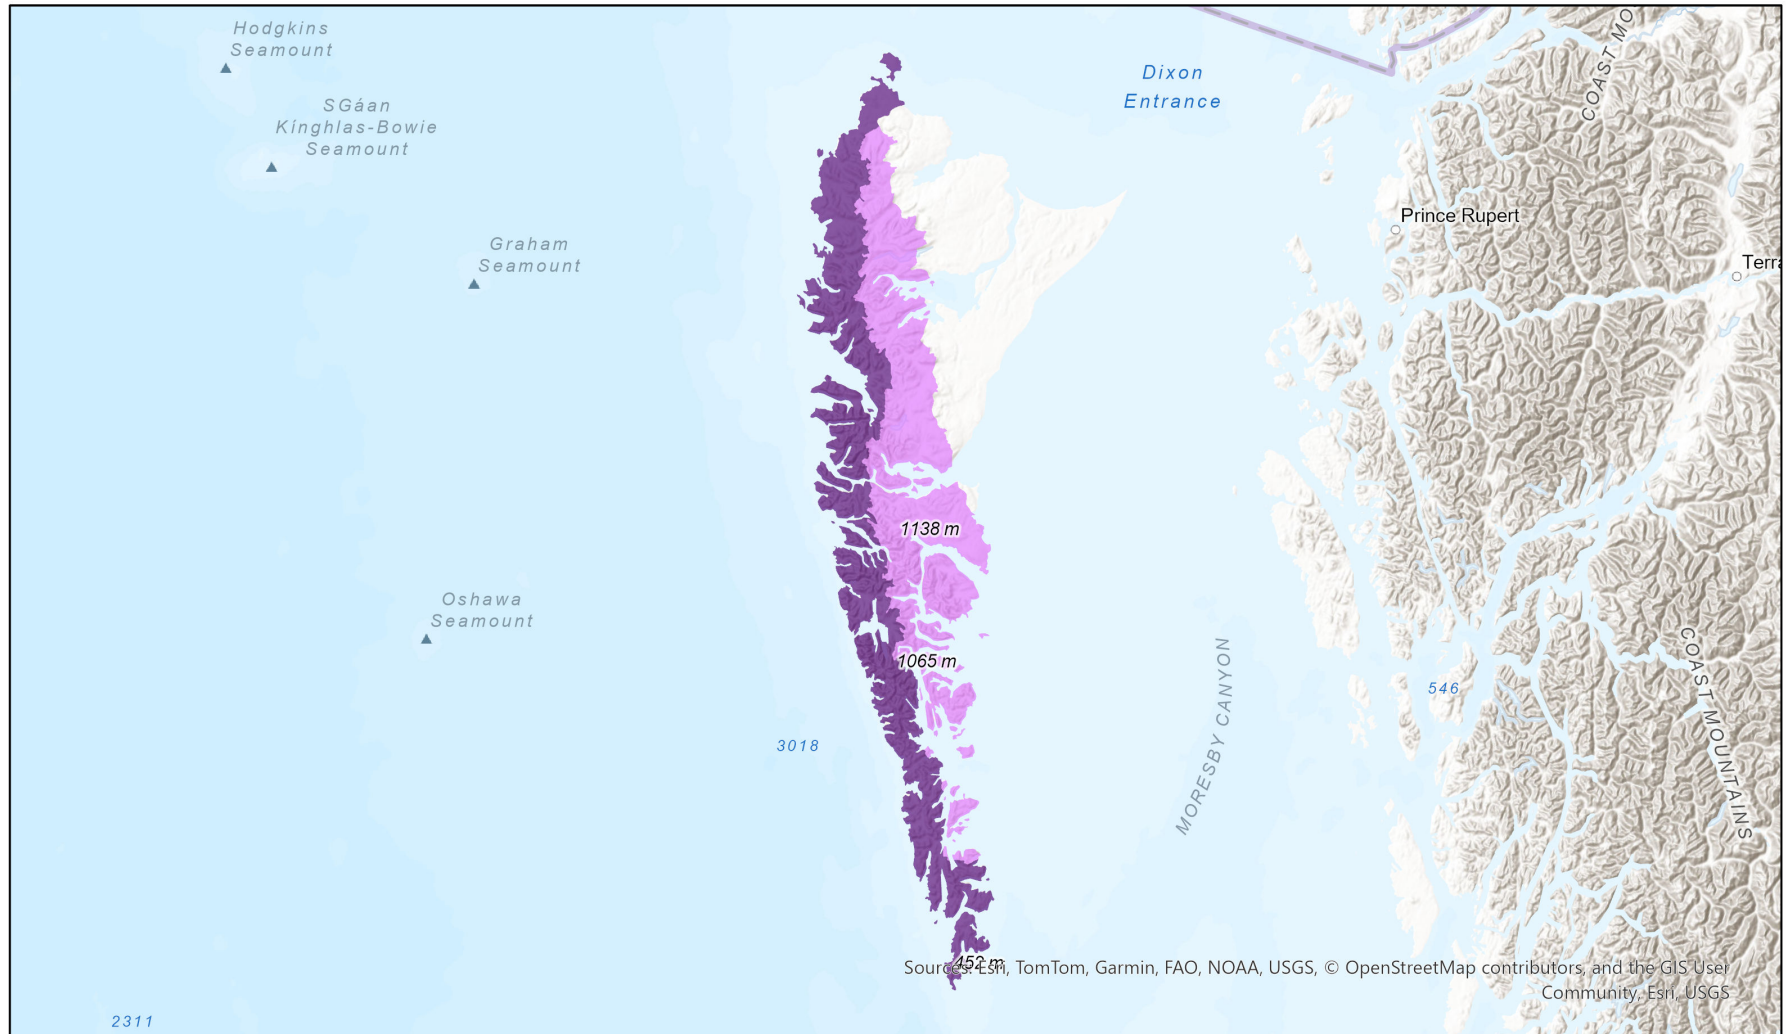 Hodgkins
Seamount
SGáan
Kínghlas-Bowie
Seamount
Dixon
Entrance
COAST MO
Prince Rupert
Terra
Graham
Seamount
1138 m
Oshawa
Seamount
1065 m
546
COAST MOUNTAINS
MORESBY CANYON
3018
452 m
Sources: Esri, TomTom, Garmin, FAO, NOAA, USGS, © OpenStreetMap contributors, and the GIS User
Community, Esri, USGS
2311